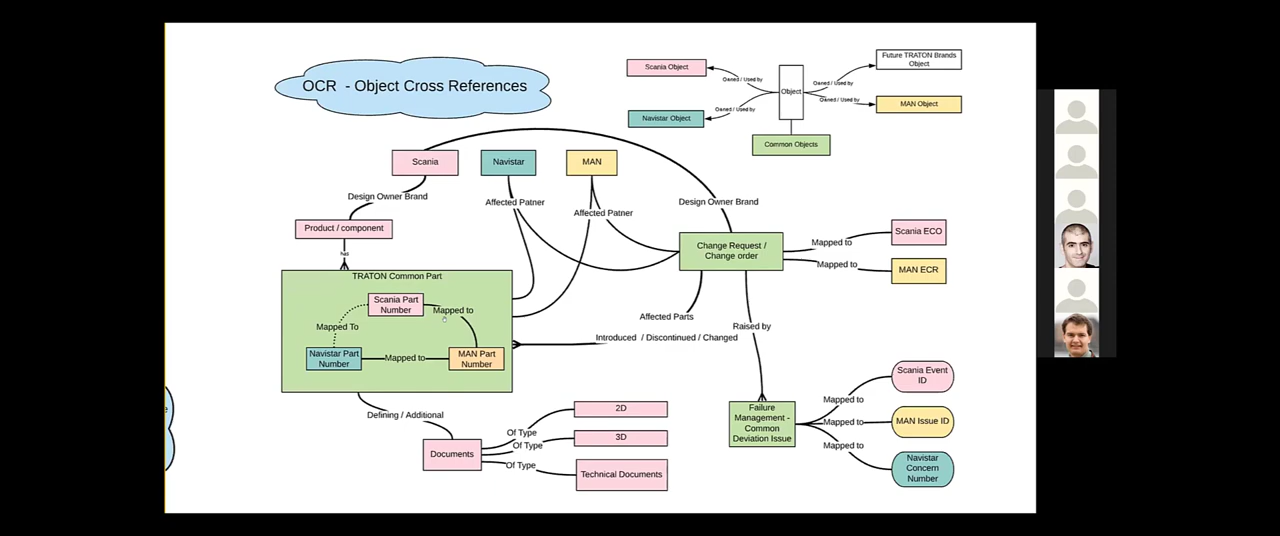 OCR - Object Cross References
Scania Object
Navistar Object
Owned / Used by
Owned / Used by
Object
Owned / Used by
Owned / Used by
Future TRATON Brands
Object
MAN Object
Common Objects
Scania
Navistar
MAN
Design Owner Brand
Affected Patner
Affected Patner
Design Owner Brand
Product / component
has
TRATON Common Part
Scania Part
Number
Mapped to
Mapped To
Navistar Part
Number
Mapped to
MAN Part
Number
Change Request /
Change order
Mapped to
Scania ECO
Mapped to
MAN ECR
Affected Parts
Introduced / Discontinued / Changed
Raised by
Defining / Additional
Documents
Of Type
2D
Of Type
3D
Of Type
Technical Documents
Failure
Management -
Common
Deviation Issue
Mapped to
Scania Event
ID
Mapped to
MAN Issue ID
Mapped to
Navistar
Concern
Number